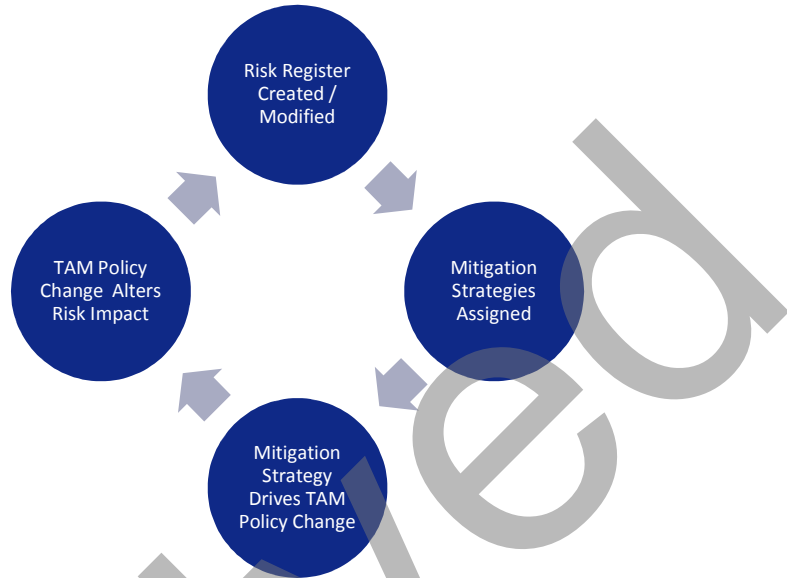 Risk Register
Created /
Modified
Mitigation
Strategies
Assigned
Mitigation
Strategy
Drives TAM
Policy Change
TAM Policy
Change Alters
Risk Impact